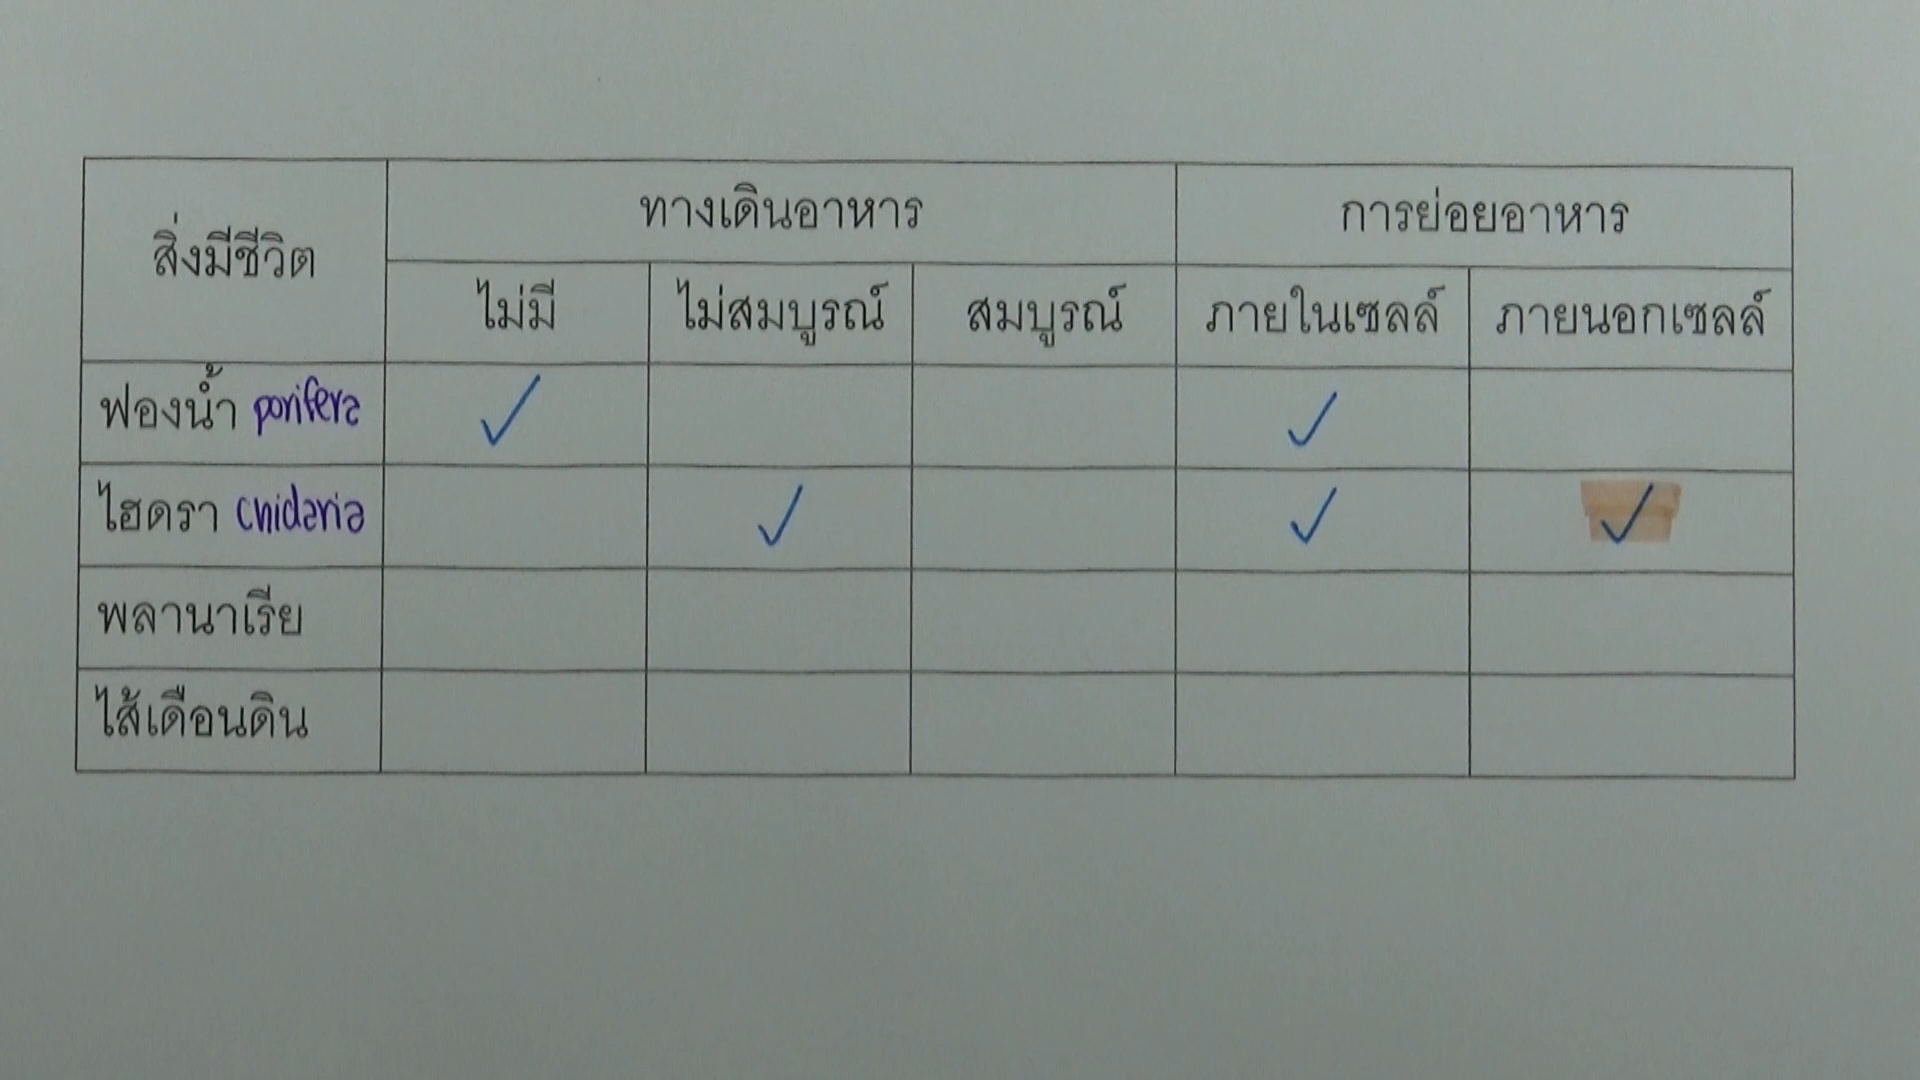 สิ่งมีชีวิต ทางเดินอาหาร การย่อยอาหาร
ไม่มี ไม่สมบูรณ์ สมบูรณ์ ภายในเซลล์ ภายนอกเซลล์
ฟองน้ำ porifera ✓ ✓
ไฮดรา cnidaria ✓ ✓ ✓
พลานาเรีย
ไส้เดือนดิน